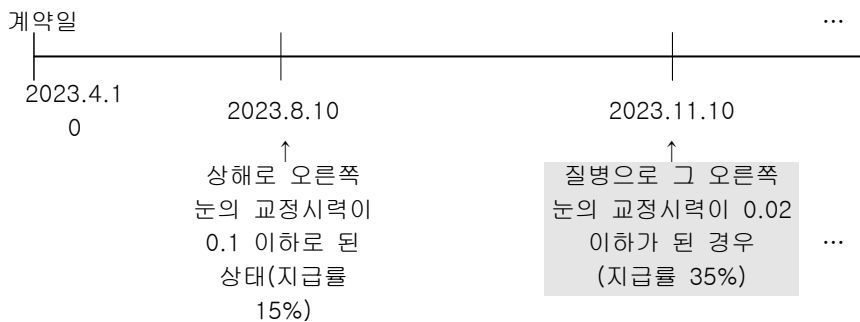 계약일 …
2023.4.1
0
2023.8.10
2023.11.10
↑
↑
상해로 오른쪽
눈의 교정시력이
0.1 이하로 된
상태(지급률
15%)
질병으로 그 오른쪽
눈의 교정시력이 0.02
이하가 된 경우
(지급률 35%)
…